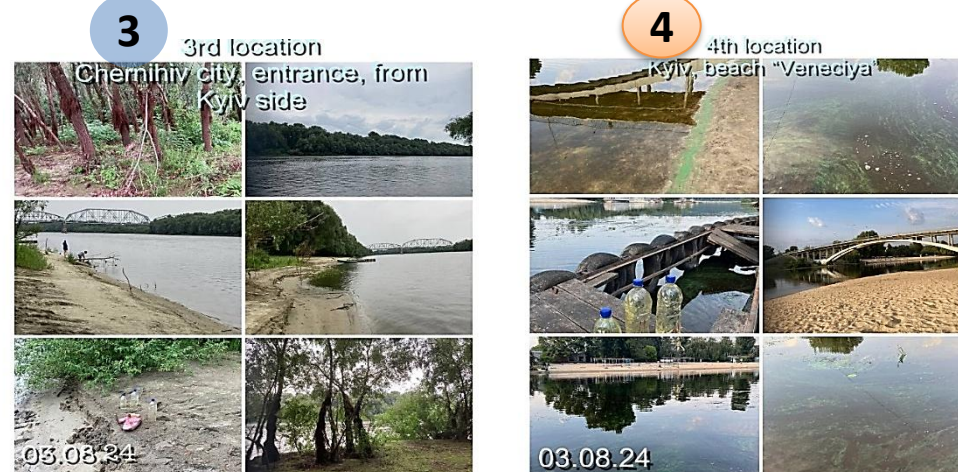 3
3rd location
Chernihiv city, entrance, from
Kyiv side
03.08.24
4
4th location
Kyiv, beach "Veneciya"
03.08.24